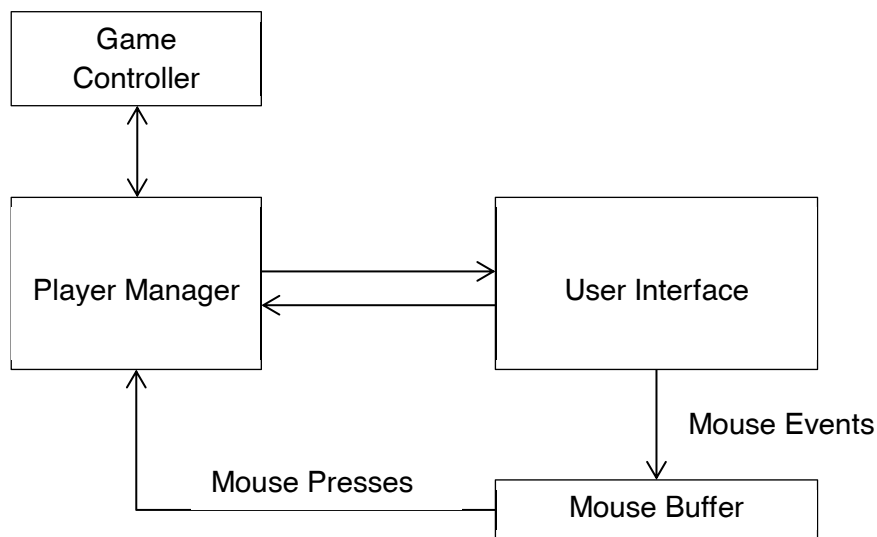 Game
Controller
Player Manager
User Interface
Mouse Events
Mouse Presses
Mouse Buffer